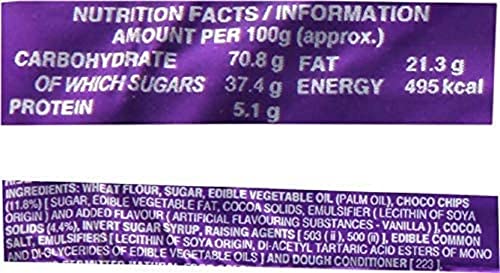 NUTRITION FACTS / INFORMATION
AMOUNT PER 100g (approx.)
CARBOHYDRATE 70.8 g FAT 21.3 g
OF WHICH SUGARS 37.4 g ENERGY 495 kcal
PROTEIN 5.1 g
INGREDIENTS: WHEAT FLOUR, SUGAR, EDIBLE VEGETABLE OIL (PALM OIL), CHOCO CHIPS
(11.8%) [ SUGAR, EDIBLE VEGETABLE FAT, COCOA SOLIDS, EMULSIFIER ( LECITHIN OF SOYA
ORIGIN ) AND ADDED FLAVOUR ( ARTIFICIAL FLAVOURING SUBSTANCES - VANILLA ) ], COCOA
SOLIDS (4.4%), INVERT SUGAR SYRUP, RAISING AGENTS [ 503 ( ii ), 500 (ii) ], EDIBLE COMMON
SALT, EMULSIFIERS [ LECITHIN OF SOYA ORIGIN, DI-ACETYL TARTARIC ACID ESTERS OF MONO
AND DI-GLYCERIDES OF EDIBLE VEGETABLE OILS ] AND DOUGH CONDITIONER [ 223 ]